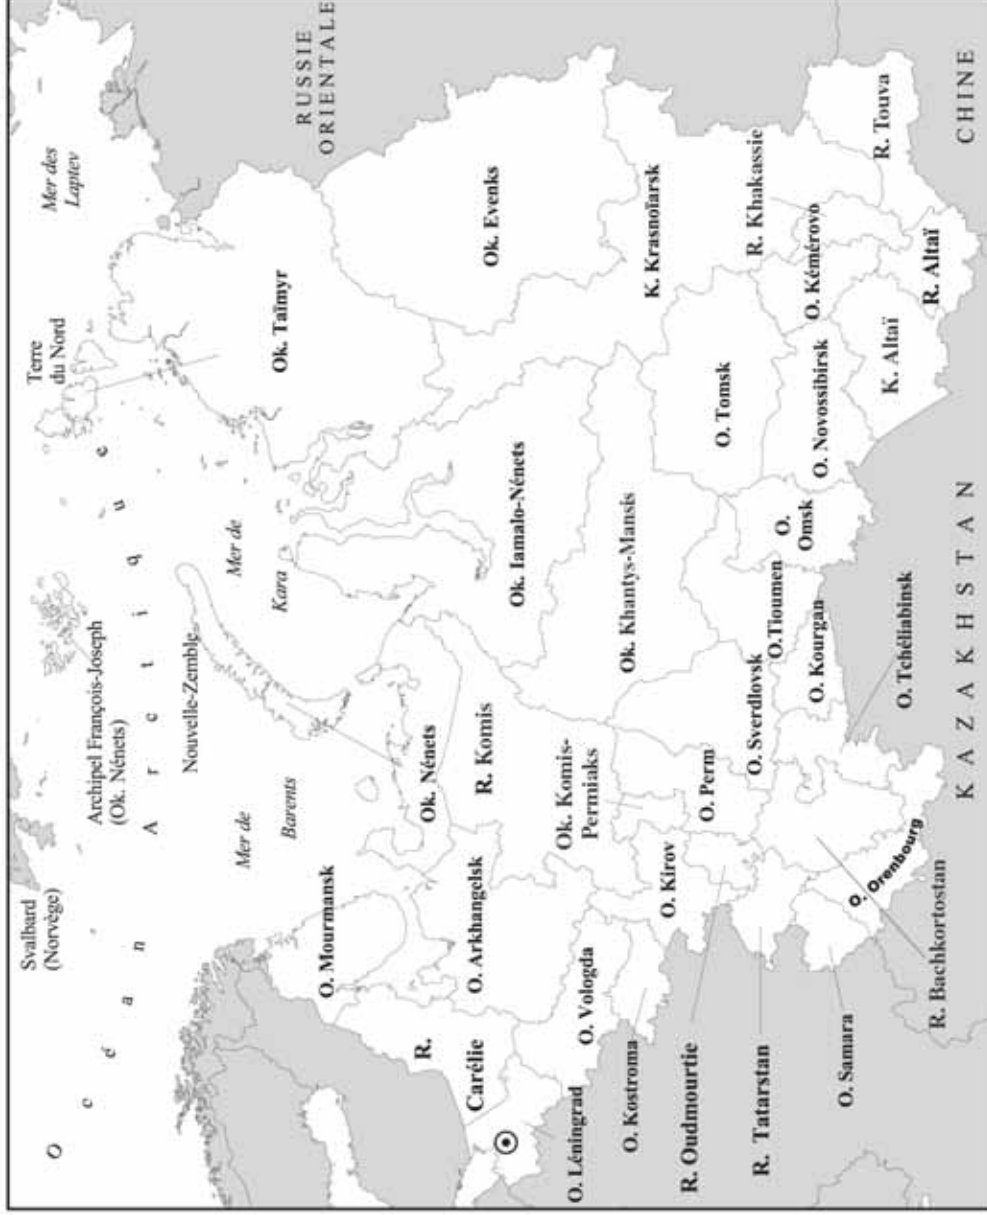 Svalbard
(Norvège)
Archipel François-Joseph
(Ok. Nénets)
Terre
du Nord
Mer des
Laptev
Océan Arctique
Nouvelle-Zemble
Mer de
Barents
Mer de
Kara
RUSSIE
ORIENTALE
O. Mourmansk
Ok. Nénets
Ok. Taïmyr
R.
Carélie
O. Arkhangelsk
R. Komis
Ok. Iamalo-Nénets
Ok. Evenks
O. Léningrad
O. Vologda
Ok. Komis-
Permiaks
Ok. Khantys-Mansis
K. Krasnoïarsk
O. Kostroma
O. Kirov
O. Perm
O. Sverdlovsk
O. Tomsk
R. Khakassie
R. Oudmourtie
O.Tioumen
O.
Omsk
O. Novossibirsk
O. Kémérovo
R. Touva
R. Tatarstan
O. Kourgan
K. Altaï
R. Altaï
O. Samara
O. Orenbourg
O. Tchéliabinsk
R. Bachkortostan
KAZAKHSTAN
CHINE